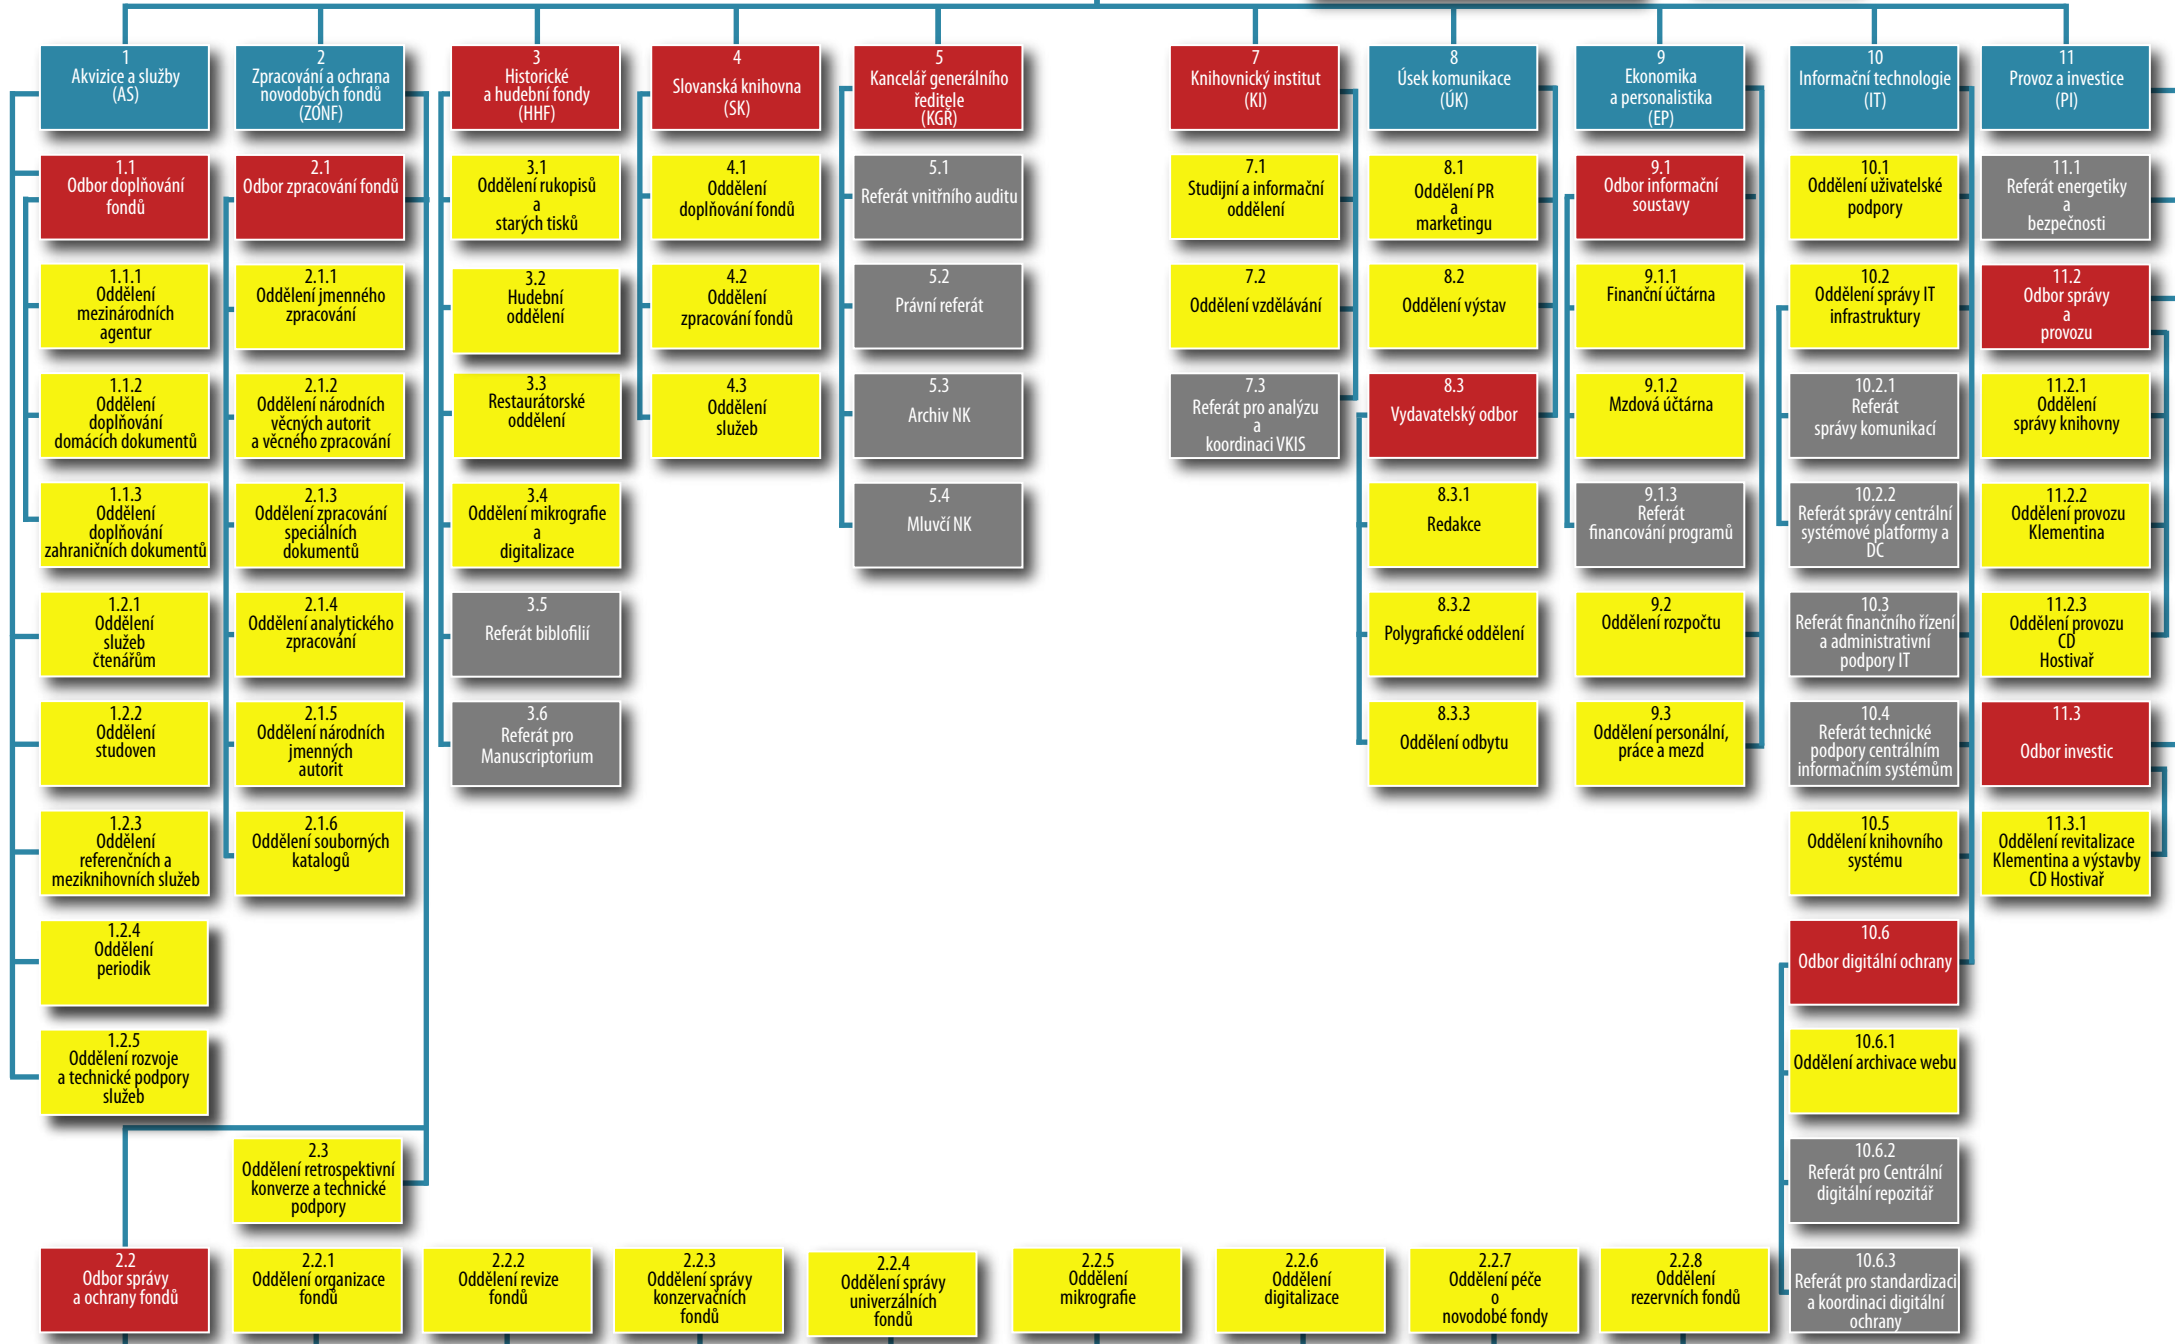 1
Akvizice a služby
(AS)
1.1
Odbor doplňování
fondů
1.1.1
Oddělení
mezinárodních
agentur
1.1.2
Oddělení
doplňování
domácích dokumentů
1.1.3
Oddělení
doplňování
zahraničních dokumentů
1.2.1
Oddělení
služeb
čtenářům
1.2.2
Oddělení
studoven
1.2.3
Oddělení
referenčních a
meziknihovních služeb
1.2.4
Oddělení
periodik
1.2.5
Oddělení rozvoje
a technické podpory
služeb
2
Zpracování a ochrana
novodobých fondů
(ZONF)
2.1
Odbor zpracování fondů
2.1.1
Oddělení jmenného
zpracování
2.1.2
Oddělení národních
věcných autorit
a věcného zpracování
2.1.3
Oddělení zpracování
speciálních
dokumentů
2.1.4
Oddělení analytického
zpracování
2.1.5
Oddělení národních
jmenných
autorit
2.1.6
Oddělení souborných
katalogů
2.3
Oddělení retrospektivní
konverze a technické
podpory
3
Historické
a hudební fondy
(HHF)
3.1
Oddělení rukopisů
a
starých tisků
3.2
Hudební
oddělení
3.3
Restaurátorské
oddělení
3.4
Oddělení mikrografie
a
digitalizace
3.5
Referát biblofilií
3.6
Referát pro
Manuscriptorium
4
Slovanská knihovna
(SK)
4.1
Oddělení
doplňování fondů
4.2
Oddělení
zpracování fondů
4.3
Oddělení
služeb
5
Kancelář generálního
ředitele
(KGŘ)
5.1
Referát vnitřního auditu
5.2
Právní referát
5.3
Archiv NK
5.4
Mluvčí NK
7
Knihovnický institut
(KI)
7.1
Studijní a informační
oddělení
7.2
Oddělení vzdělávání
7.3
Referát pro analýzu
a
koordinaci VKIS
8
Úsek komunikace
(ÚK)
8.1
Oddělení PR
a
marketingu
8.2
Oddělení výstav
8.3
Vydavatelský odbor
8.3.1
Redakce
8.3.2
Polygrafické oddělení
8.3.3
Oddělení odbytu
9
Ekonomika
a personalistika
(EP)
9.1
Odbor informační
soustavy
9.1.1
Finanční účtárna
9.1.2
Mzdová účtárna
9.1.3
Referát
financování programů
9.2
Oddělení rozpočtu
9.3
Oddělení personální,
práce a mezd
10
Informační technologie
(IT)
10.1
Oddělení uživatelské
podpory
10.2
Oddělení správy IT
infrastruktury
10.2.1
Referát
správy komunikací
10.2.2
Referát správy centrální
systémové platformy a
DC
10.3
Referát finančního řízení
a administrativní
podpory IT
10.4
Referát technické
podpory centrálním
informačním systémům
10.5
Oddělení knihovního
systému
10.6
Odbor digitální ochrany
10.6.1
Oddělení archivace webu
10.6.2
Referát pro Centrální
digitální repozitář
10.6.3
Referát pro standardizaci
a koordinaci digitální
ochrany
11
Provoz a investice
(PI)
11.1
Referát energetiky
a
bezpečnosti
11.2
Odbor správy
a
provozu
11.2.1
Oddělení
správy knihovny
11.2.2
Oddělení provozu
Klementina
11.2.3
Oddělení provozu
CD
Hostivař
11.3
Odbor investic
11.3.1
Oddělení revitalizace
Klementina a výstavby
CD Hostivař
2.2
Odbor správy
a ochrany fondů
2.2.1
Oddělení organizace
fondů
2.2.2
Oddělení revize
fondů
2.2.3
Oddělení správy
konzervačních
fondů
2.2.4
Oddělení správy
univerzálních
fondů
2.2.5
Oddělení
mikrografie
2.2.6
Oddělení
digitalizace
2.2.7
Oddělení péče
o
novodobé fondy
2.2.8
Oddělení
rezervních fondů